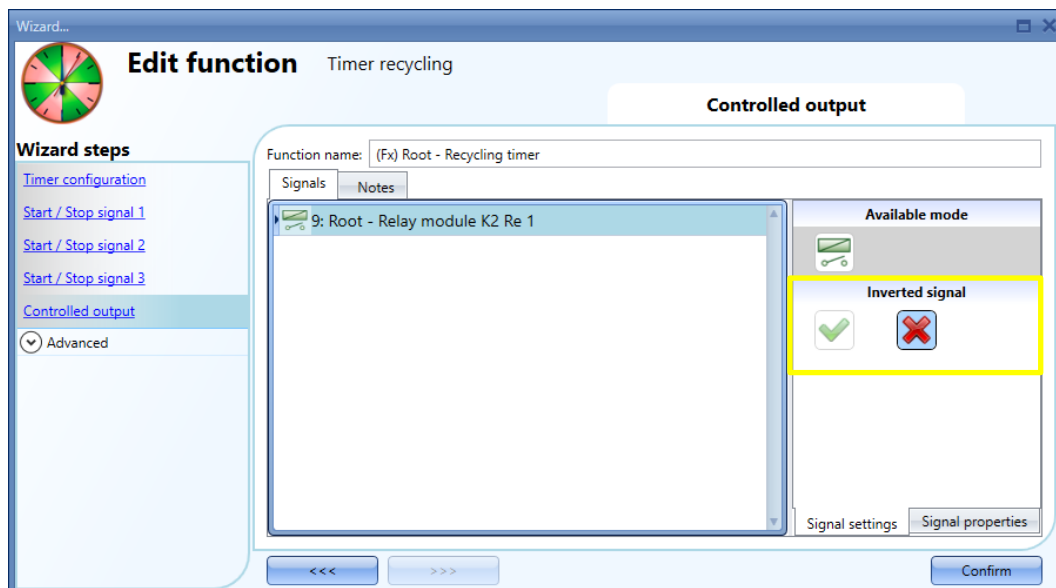 Wizard...
Edit function Timer recycling
Controlled output
Wizard steps
Timer configuration
Start / Stop signal 1
Start / Stop signal 2
Start / Stop signal 3
Controlled output
Advanced
Function name: (Fx) Root - Recycling timer
Signals Notes
9: Root - Relay module K2 Re 1
Available mode
Inverted signal
Signal settings Signal properties
<<< >>> Confirm